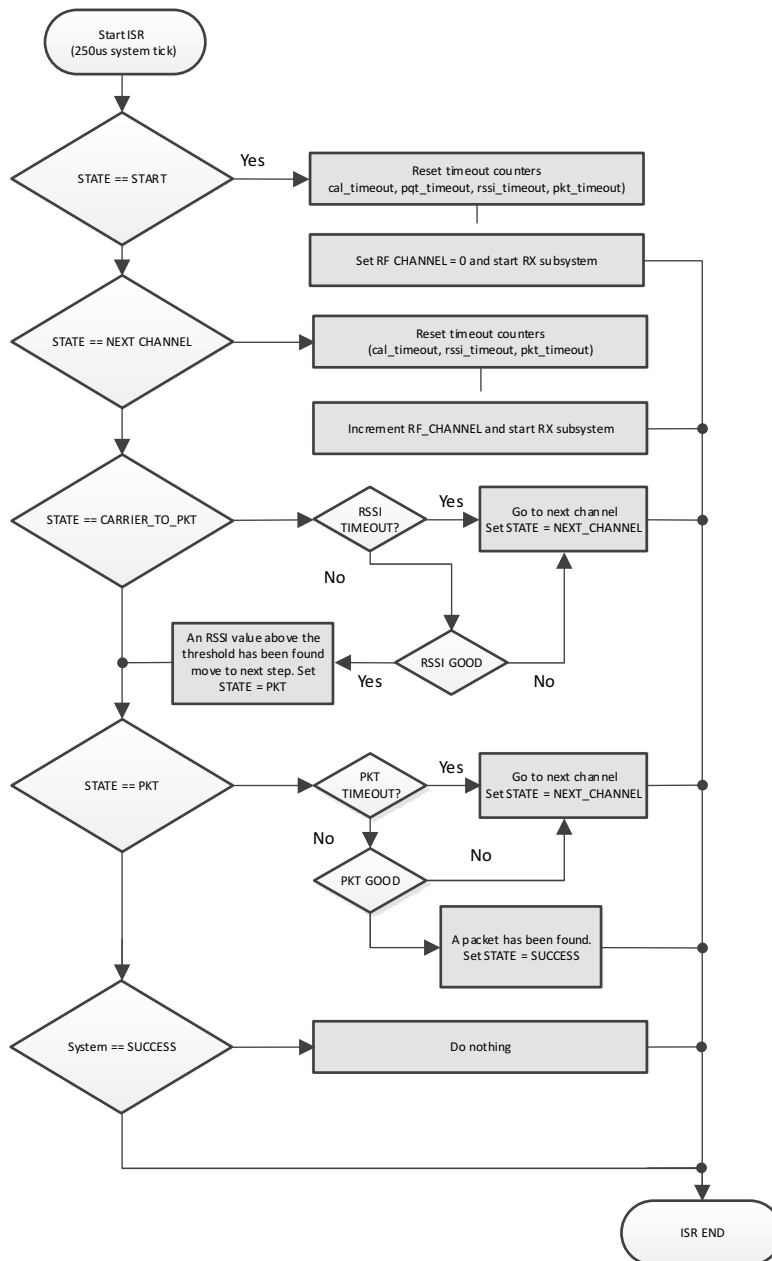 Start ISR
(250us system tick)
STATE == START
Yes
Reset timeout counters
cal_timeout, pqt_timeout, rssi_timeout, pkt_timeout)
Set RF CHANNEL = 0 and start RX subsystem
STATE == NEXT CHANNEL
Reset timeout counters
(cal_timeout, rssi_timeout, pkt_timeout)
Increment RF_CHANNEL and start RX subsystem
STATE == CARRIER_TO_PKT
RSSI
TIMEOUT?
Yes
Go to next channel
Set STATE = NEXT_CHANNEL
No
An RSSI value above the
threshold has been found
move to next step. Set
STATE = PKT
Yes
RSSI GOOD
No
STATE == PKT
PKT
TIMEOUT?
Yes
Go to next channel
Set STATE = NEXT_CHANNEL
No
PKT GOOD
No
A packet has been found.
Set STATE = SUCCESS
System == SUCCESS
Do nothing
ISR END